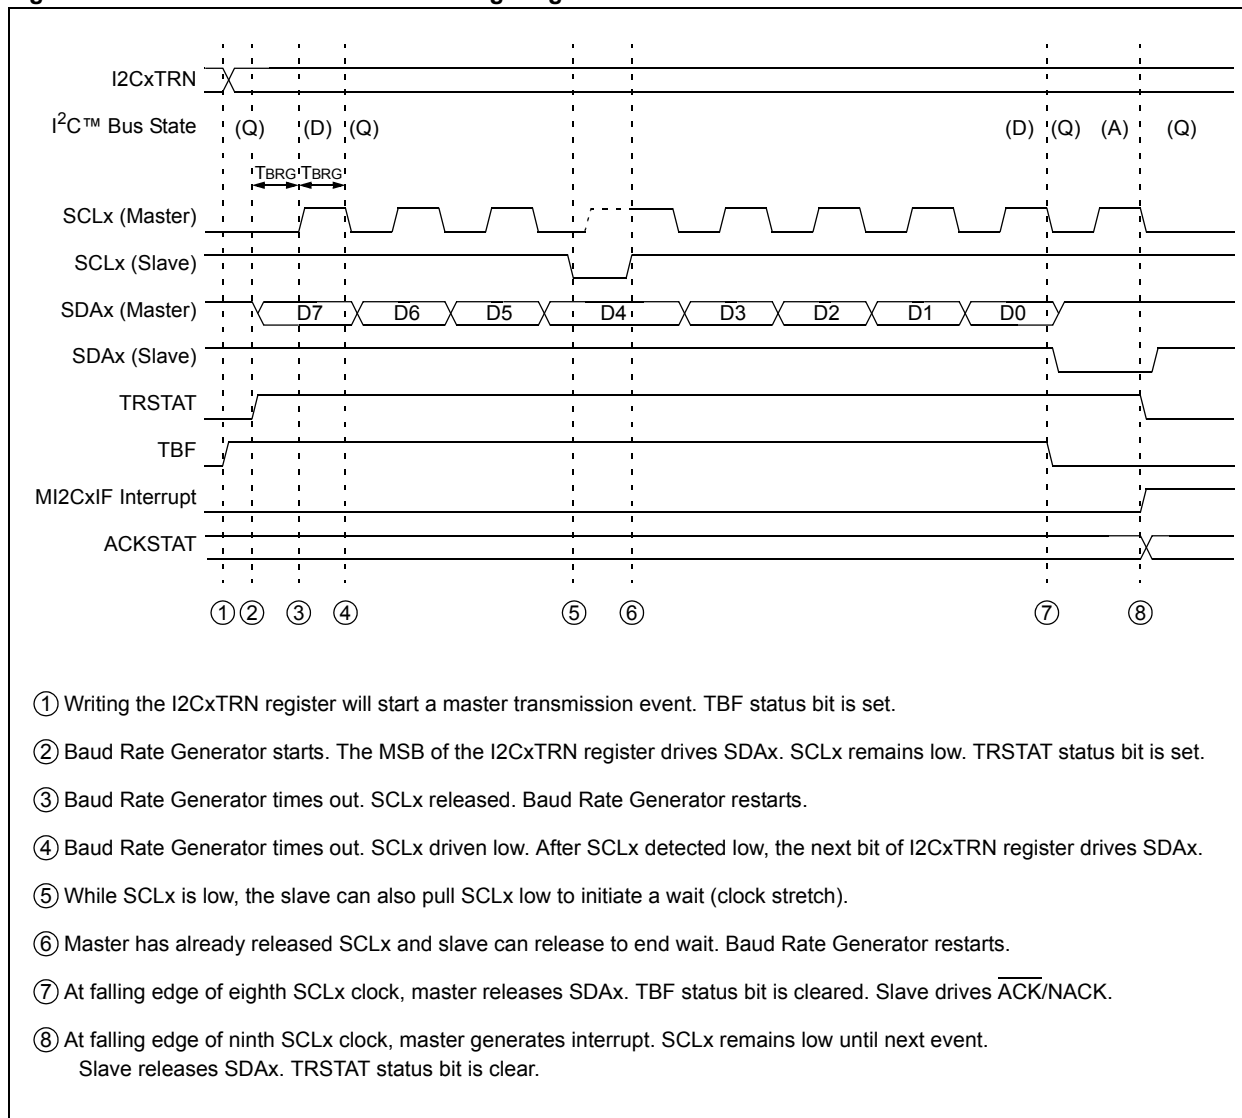 I2CxTRN
I2C™ Bus State (Q) (D) (Q) (D) (Q) (A) (Q)
TBRG TBRG
SCLx (Master)
SCLx (Slave)
SDAx (Master) D7 D6 D5 D4 D3 D2 D1 D0
SDAx (Slave)
TRSTAT
TBF
MI2CxIF Interrupt
ACKSTAT
1 2 3 4 5 6 7 8
1 Writing the I2CxTRN register will start a master transmission event. TBF status bit is set.
2 Baud Rate Generator starts. The MSB of the I2CxTRN register drives SDAx. SCLx remains low. TRSTAT status bit is set.
3 Baud Rate Generator times out. SCLx released. Baud Rate Generator restarts.
4 Baud Rate Generator times out. SCLx driven low. After SCLx detected low, the next bit of I2CxTRN register drives SDAx.
5 While SCLx is low, the slave can also pull SCLx low to initiate a wait (clock stretch).
6 Master has already released SCLx and slave can release to end wait. Baud Rate Generator restarts.
7 At falling edge of eighth SCLx clock, master releases SDAx. TBF status bit is cleared. Slave drives ACK/NACK.
8 At falling edge of ninth SCLx clock, master generates interrupt. SCLx remains low until next event.
Slave releases SDAx. TRSTAT status bit is clear.